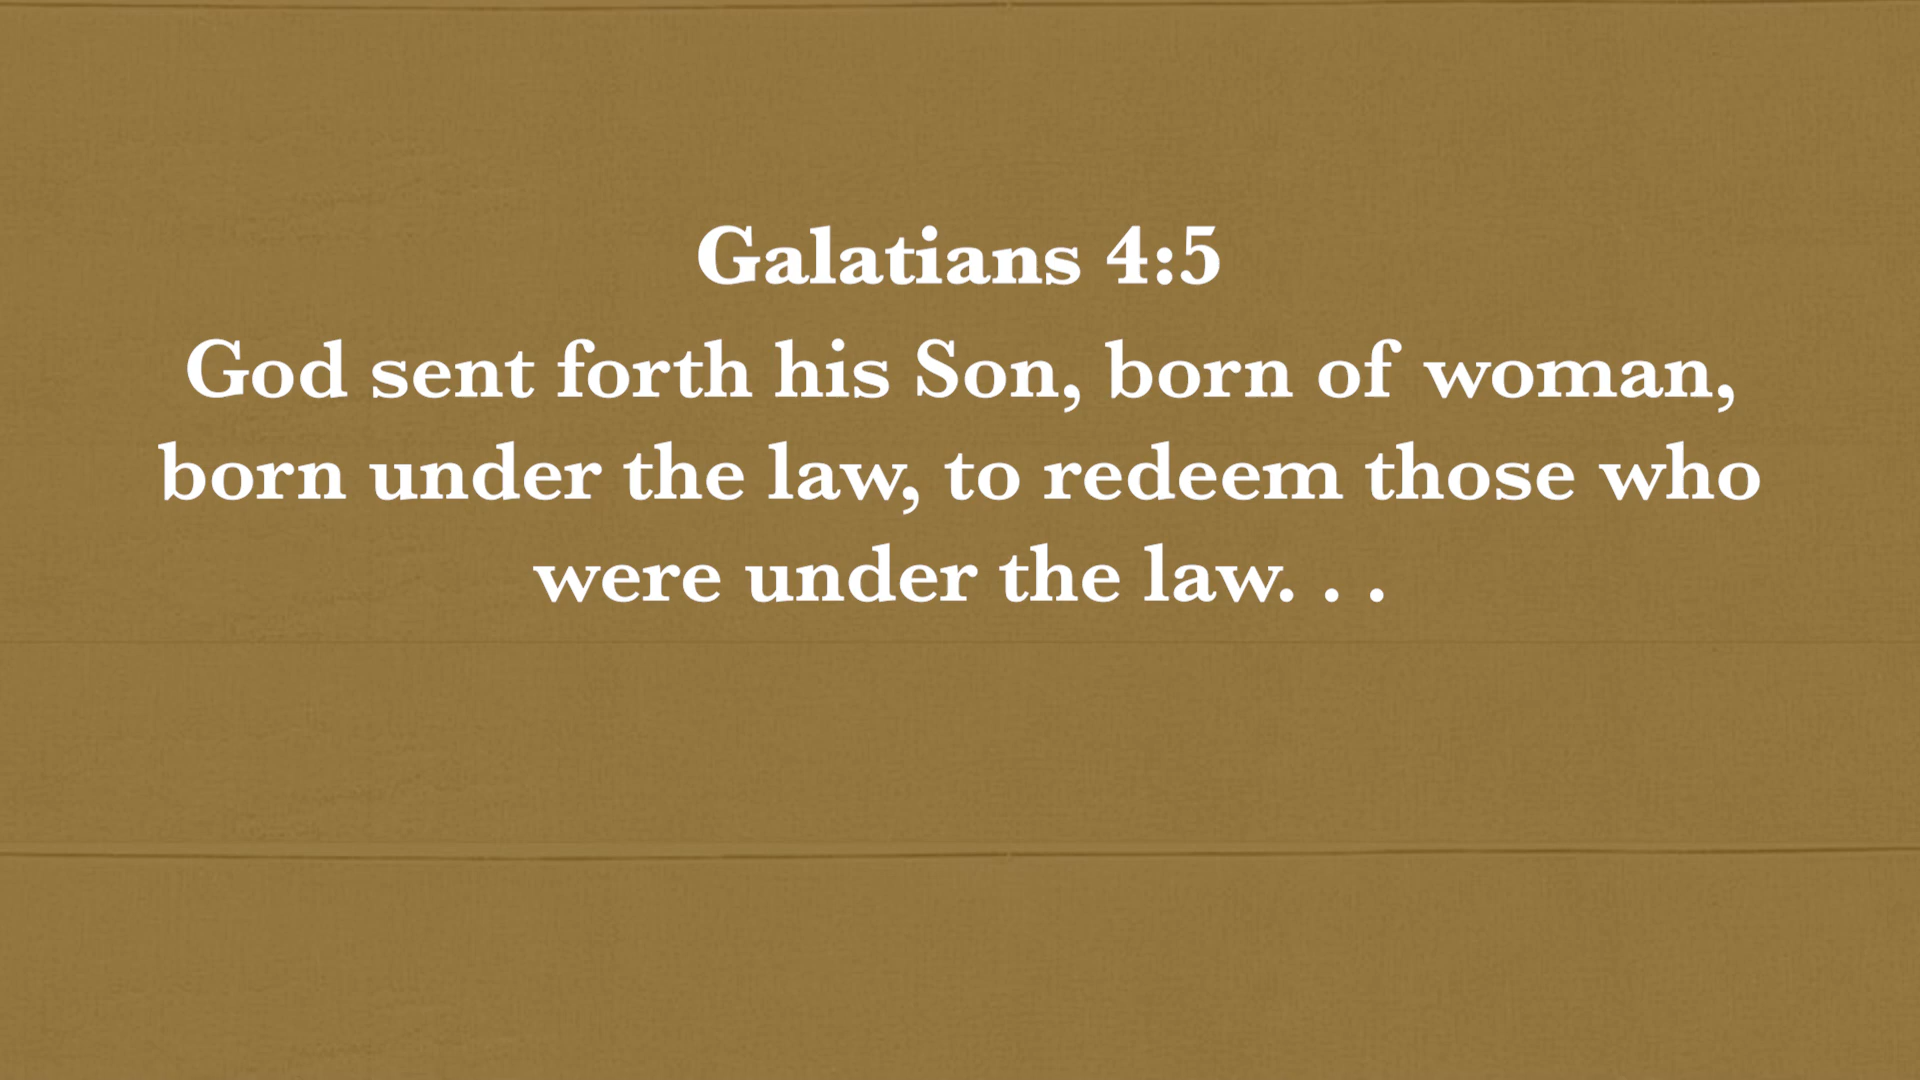 Galatians 4:5
God sent forth his Son, born of woman,
born under the law, to redeem those who
were under the law. . .